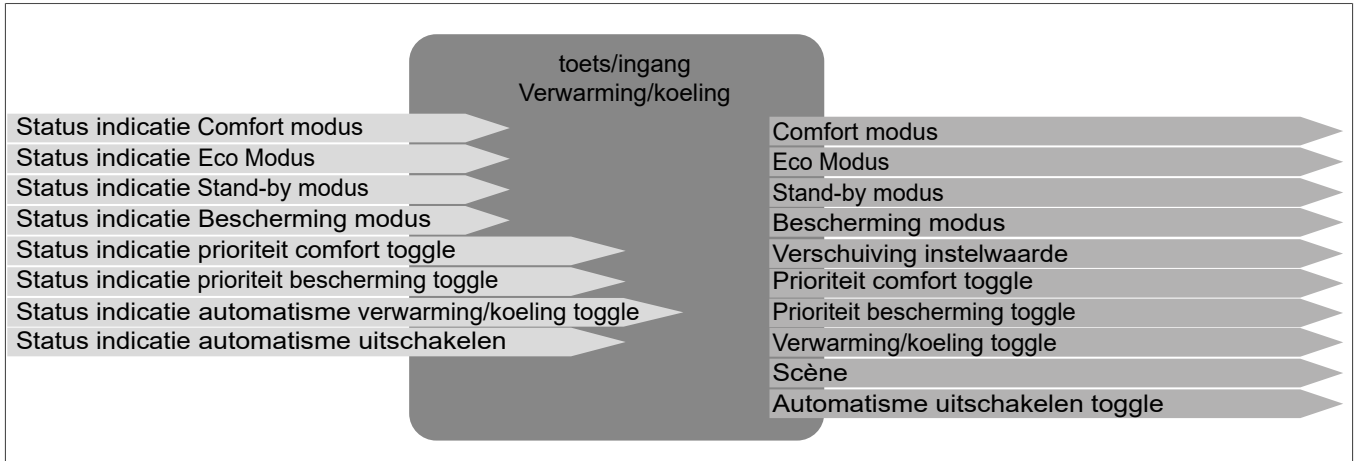 toets/ingang
Verwarming/koeling
Status indicatie Comfort modus
Status indicatie Eco Modus
Status indicatie Stand-by modus
Status indicatie Bescherming modus
Status indicatie prioriteit comfort toggle
Status indicatie prioriteit bescherming toggle
Status indicatie automatisme verwarming/koeling toggle
Status indicatie automatisme uitschakelen
Comfort modus
Eco Modus
Stand-by modus
Bescherming modus
Verschuiving instelwaarde
Prioriteit comfort toggle
Prioriteit bescherming toggle
Verwarming/koeling toggle
Scène
Automatisme uitschakelen toggle